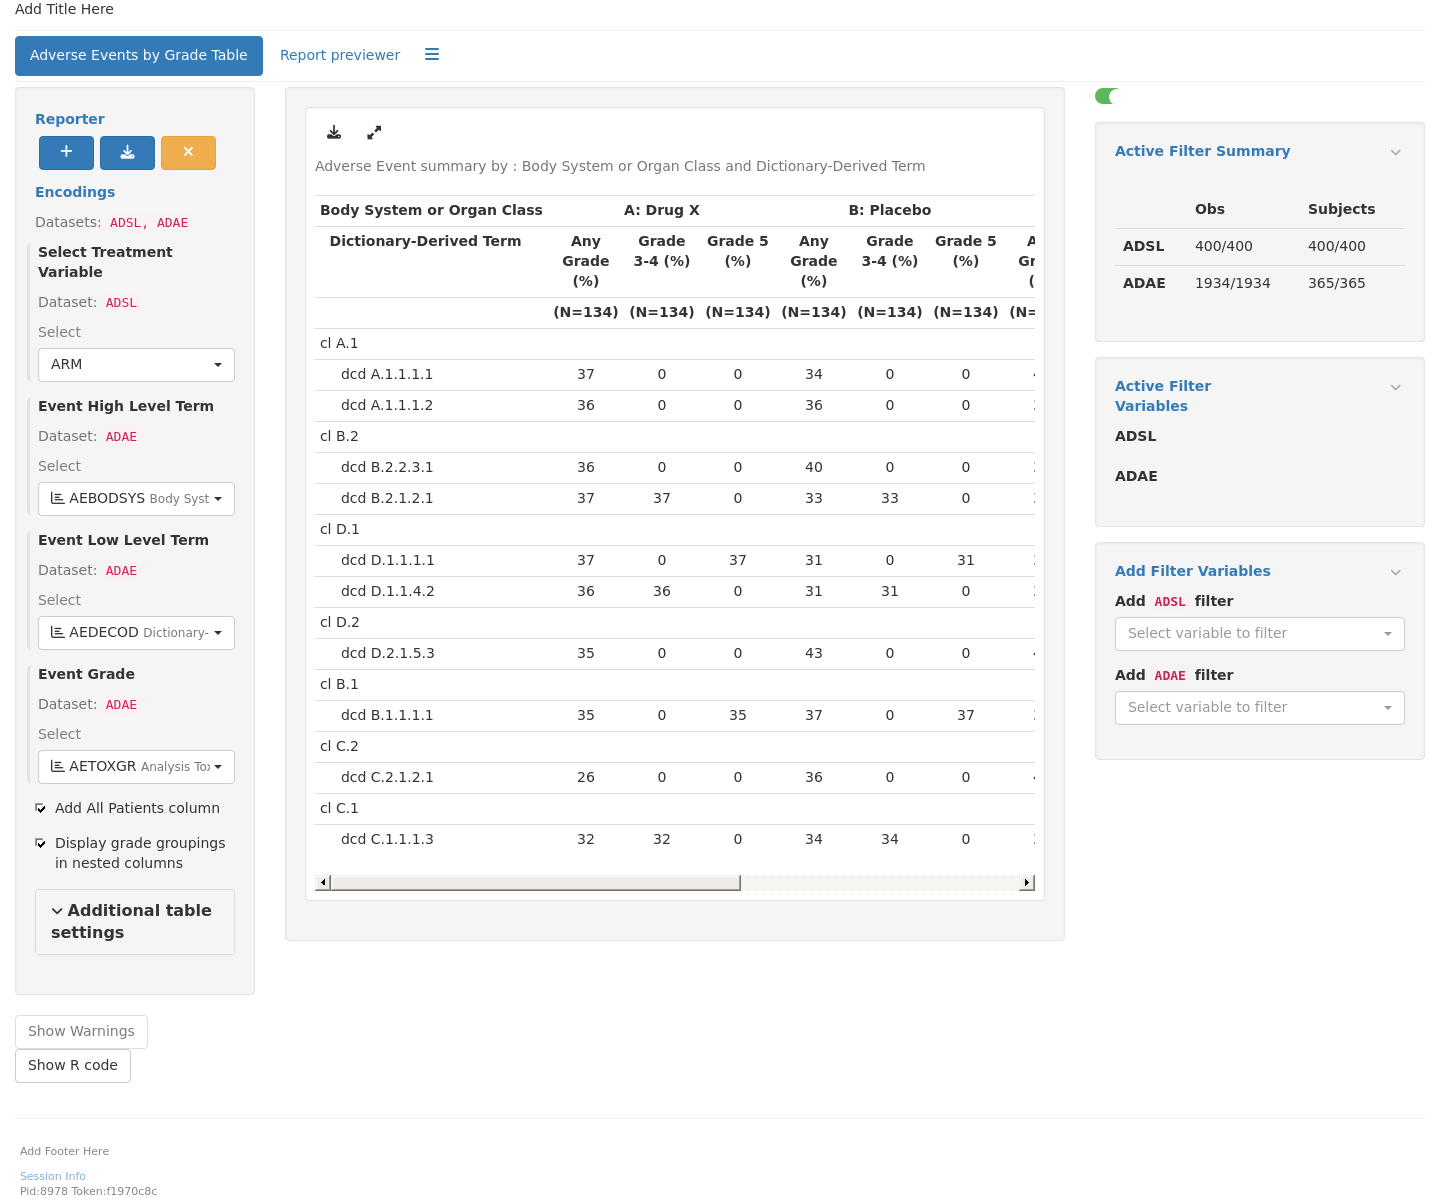 Add Title Here
Adverse Events by Grade Table Report previewer
Reporter
Encodings
Datasets: ADSL, ADAE
Select Treatment
Variable
Dataset: ADSL
Select
ARM
Event High Level Term
Dataset: ADAE
Select
AEBODSYS Body Syst
Event Low Level Term
Dataset: ADAE
Select
AEDECOD Dictionary-
Event Grade
Dataset: ADAE
Select
AETOXGR Analysis Tox
Add All Patients column
Display grade groupings
in nested columns
Additional table
settings
Show Warnings
Show R code
Adverse Event summary by : Body System or Organ Class and Dictionary-Derived Term
Body System or Organ Class A: Drug X B: Placebo
Dictionary-Derived Term Any Grade Grade 5 Any Grade Grade 5
Grade 3-4 (%) (%) Grade 3-4 (%) (%)
(%) (%)
(N=134) (N=134) (N=134) (N=134) (N=134) (N=134) (N=
cl A.1
dcd A.1.1.1.1 37 0 0 34 0 0
dcd A.1.1.1.2 36 0 0 36 0 0
cl B.2
dcd B.2.2.3.1 36 0 0 40 0 0
dcd B.2.1.2.1 37 37 0 33 33 0
cl D.1
dcd D.1.1.1.1 37 0 37 31 0 31
dcd D.1.1.4.2 36 36 0 31 31 0
cl D.2
dcd D.2.1.5.3 35 0 0 43 0 0
cl B.1
dcd B.1.1.1.1 35 0 35 37 0 37
cl C.2
dcd C.2.1.2.1 26 0 0 36 0 0
cl C.1
dcd C.1.1.1.3 32 32 0 34 34 0
Active Filter Summary
Obs Subjects
ADSL 400/400 400/400
ADAE 1934/1934 365/365
Active Filter
Variables
ADSL
ADAE
Add Filter Variables
Add ADSL filter
Select variable to filter
Add ADAE filter
Select variable to filter
Add Footer Here
Session Info
Pid:8978 Token:f1970c8c